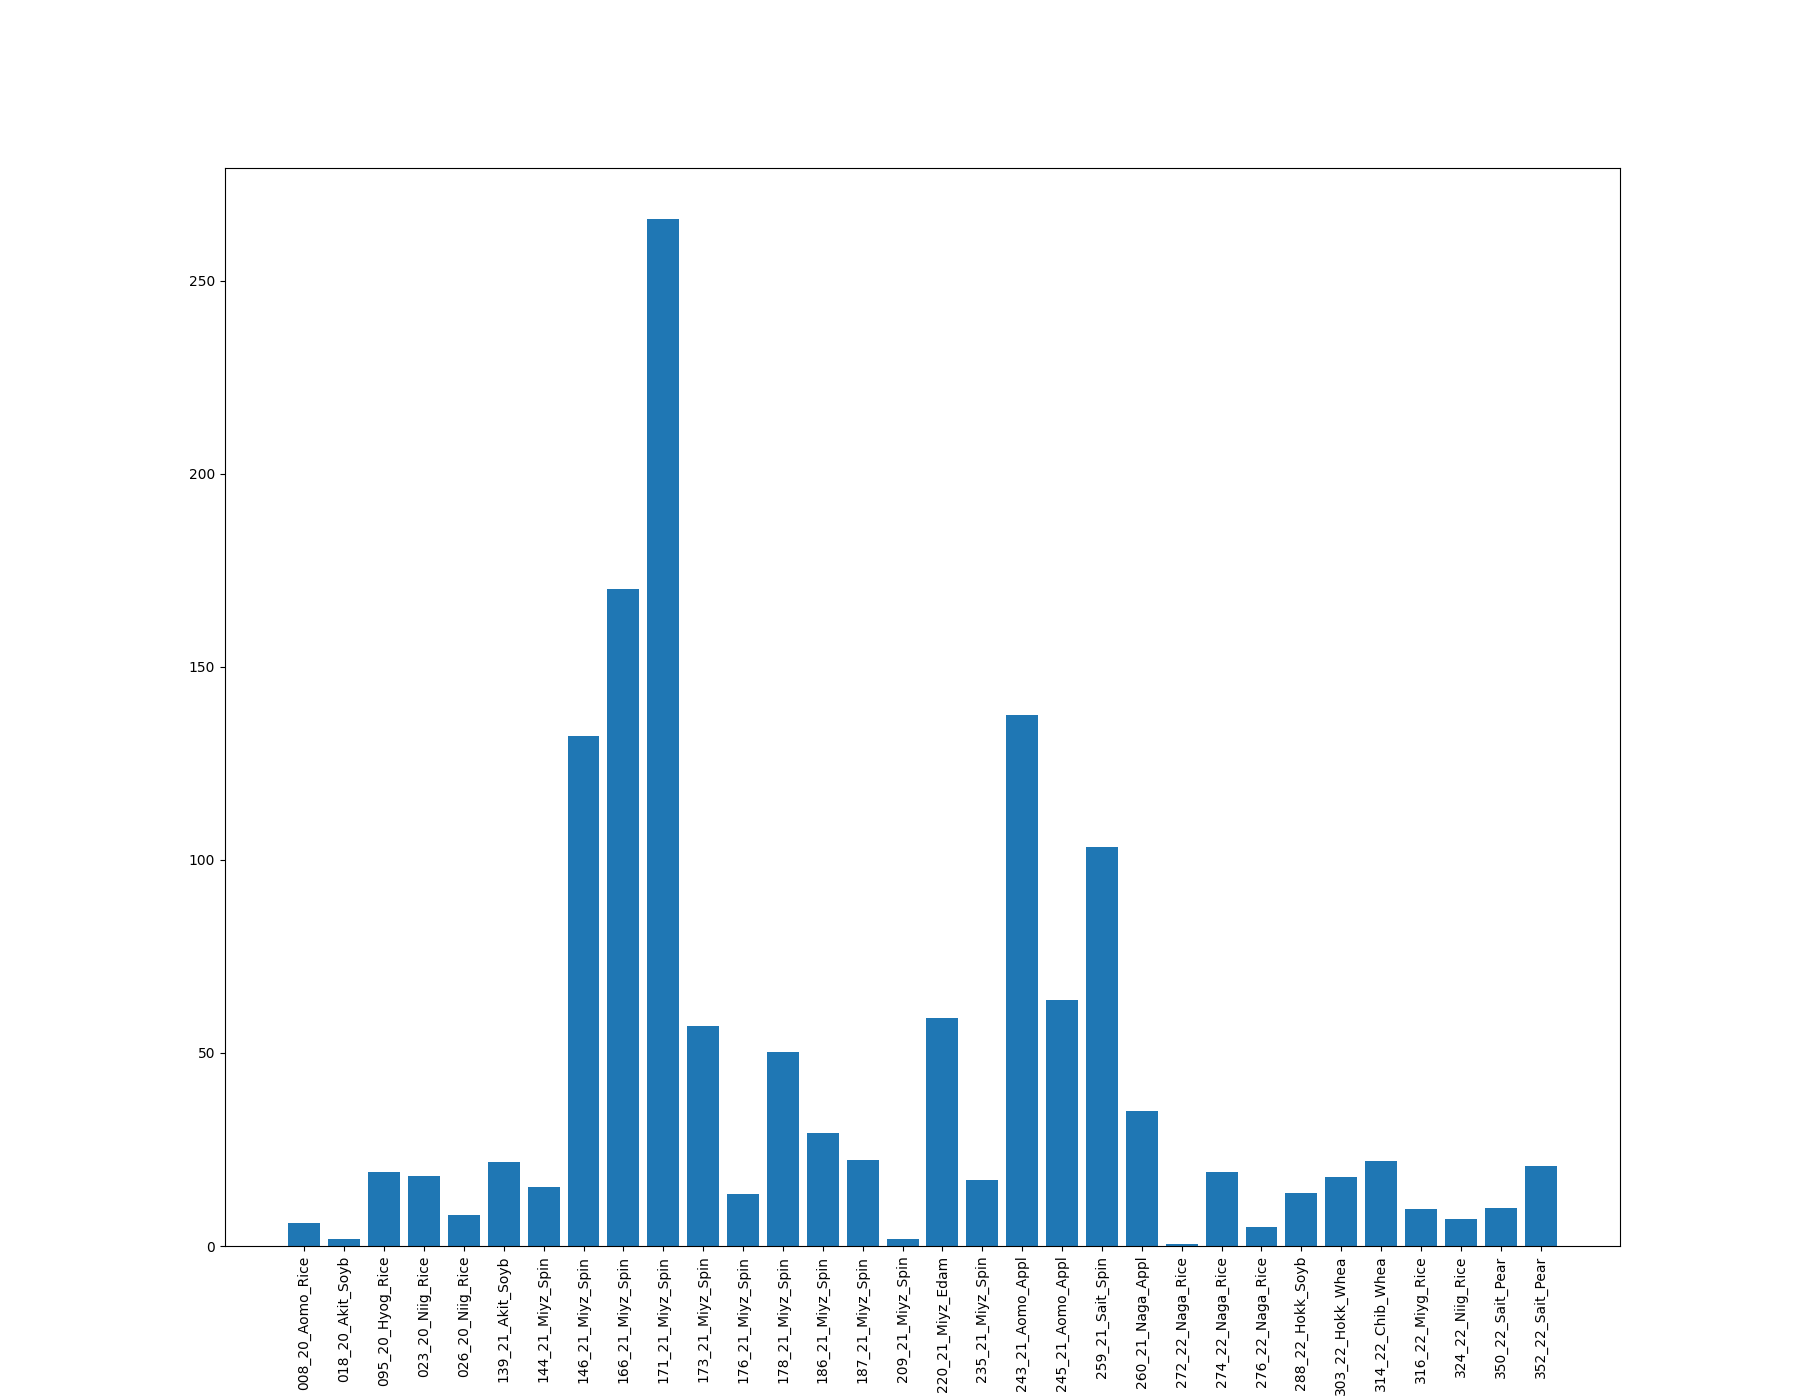 250
200
150
100
50
0
008_20_Aomo_Rice
018_20_Akit_Soyb
095_20_Hyog_Rice
023_20_Niig_Rice
026_20_Niig_Rice
139_21_Akit_Soyb
144_21_Miyz_Spin
146_21_Miyz_Spin
166_21_Miyz_Spin
171_21_Miyz_Spin
173_21_Miyz_Spin
176_21_Miyz_Spin
178_21_Miyz_Spin
186_21_Miyz_Spin
187_21_Miyz_Spin
209_21_Miyz_Spin
220_21_Miyz_Edam
235_21_Miyz_Spin
243_21_Aomo_Appl
245_21_Aomo_Appl
259_21_Sait_Spin
260_21_Naga_Appl
272_22_Naga_Rice
274_22_Naga_Rice
276_22_Naga_Rice
288_22_Hokk_Soyb
303_22_Hokk_Whea
314_22_Chib_Whea
316_22_Miyg_Rice
324_22_Niig_Rice
350_22_Sait_Pear
352_22_Sait_Pear